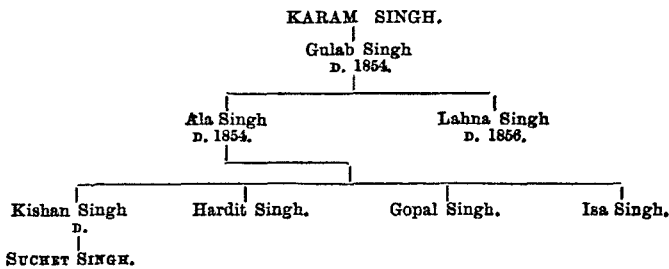 KARAM SINGH.
Gulab Singh
D. 1854.
Ala Singh Lahna Singh
D. 1854. D. 1856.
Kishan Singh Hardit Singh. Gopal Singh. Isa Singh.
D.
SUCHET SINGH.